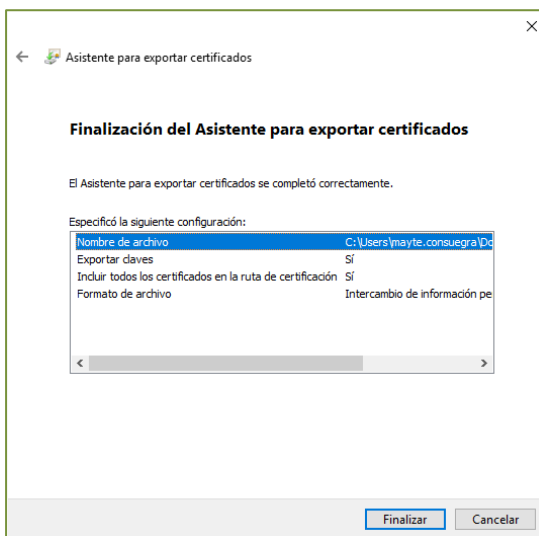 Asistente para exportar certificados
Finalización del Asistente para exportar certificados
El Asistente para exportar certificados se completó correctamente.
Especificó la siguiente configuración:
Nombre de archivo C:\Users\mayte.consuegra\Dc
Exportar claves Sí
Incluir todos los certificados en la ruta de certificación Sí
Formato de archivo Intercambio de información pe
Finalizar Cancelar